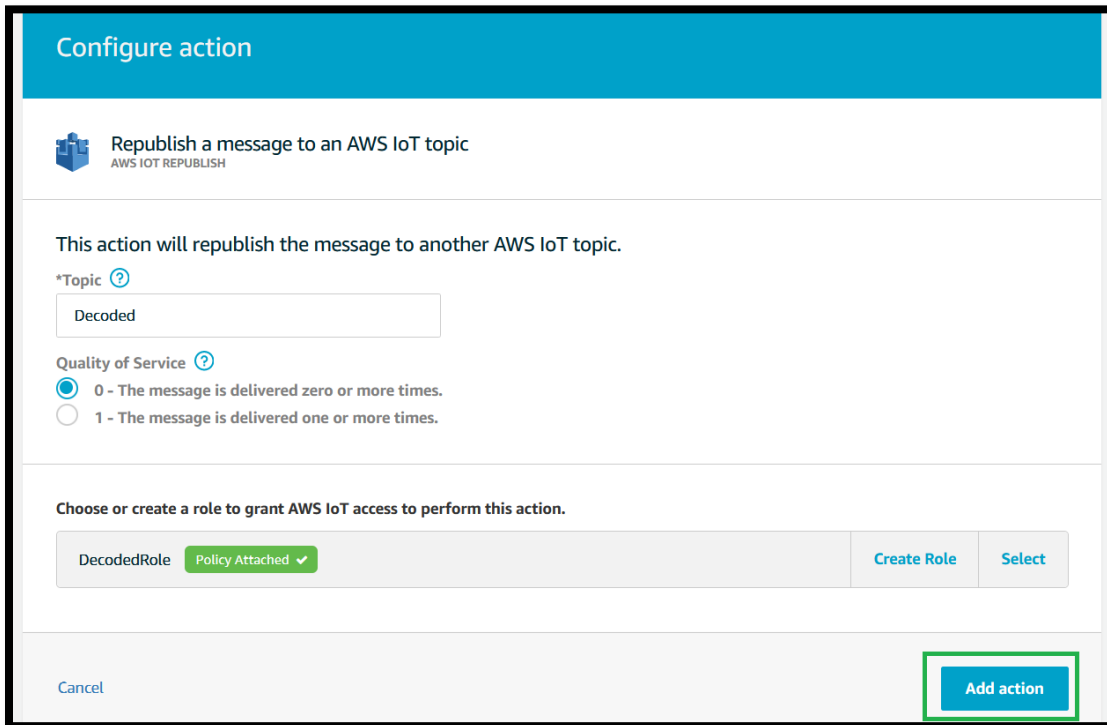 Configure action
Republish a message to an AWS IoT topic
AWS IOT REPUBLISH
This action will republish the message to another AWS IoT topic.
*Topic ?
Decoded
Quality of Service ?
0 - The message is delivered zero or more times.
1 - The message is delivered one or more times.
Choose or create a role to grant AWS IoT access to perform this action.
DecodedRole Policy Attached Create Role Select
Cancel Add action